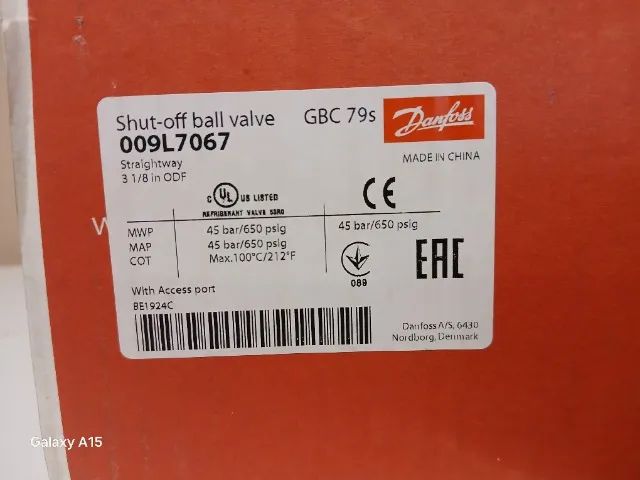 Shut-off ball valve GBC 79s Danfoss
009L7067
MADE IN CHINA
Straightway
3 1/8 in ODF
C UL US LISTED CE
REFRIGERANT VALVE 58RO
MWP 45 bar/650 psig 45 bar/650 psig
MAP 45 bar/650 psig
COT Max.100°C/212°F
089 EAC
With Access port
BE1924C
Danfoss A/S, 6430
Nordborg, Denmark
W
Galaxy A15